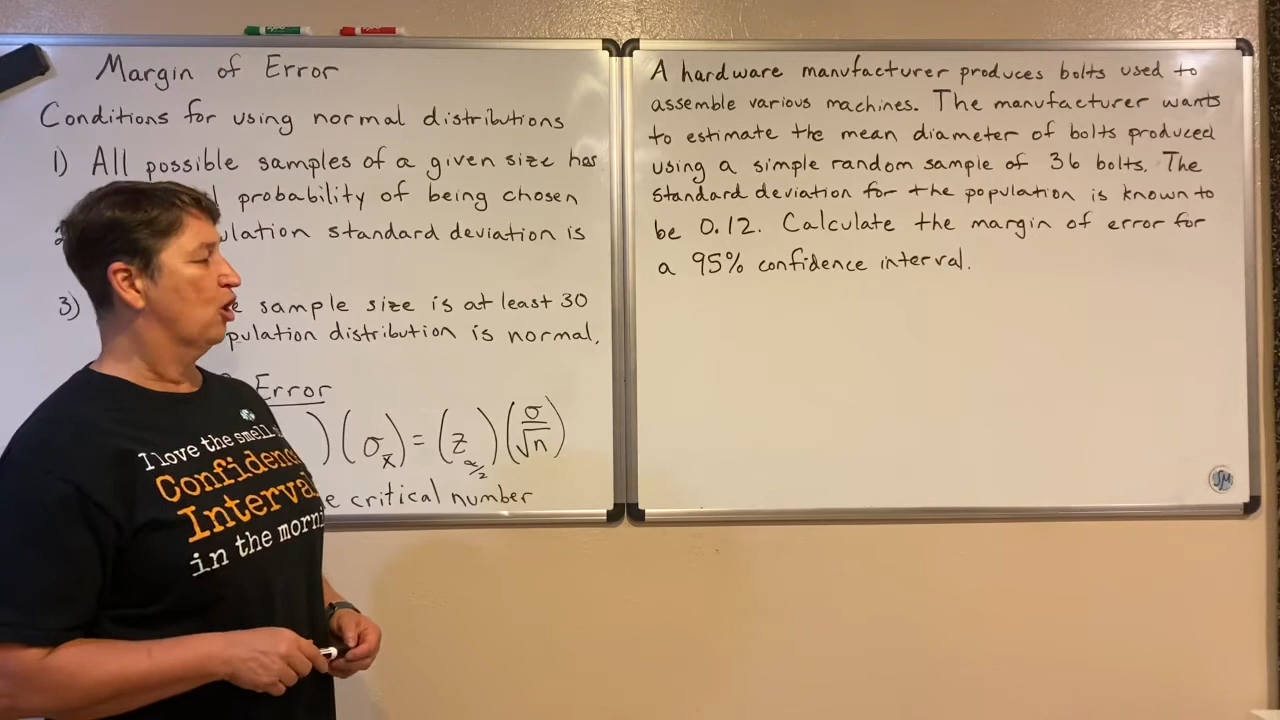 Margin of Error
Conditions for using normal distributions
1) All possible samples of a given size has
probability of being chosen
standard deviation is
3) sample size is at least 30
distribution is normal,
Error
) (σx̄) = (zα/2) (σ/√n)
critical number
A hardware manufacturer produces bolts used to
assemble various machines. The manufacturer wants
to estimate the mean diameter of bolts produced
using a simple random sample of 36 bolts. The
standard deviation for the population is known to
be 0.12. Calculate the margin of error for
a 95% confidence interval.
I love the smell
Confidence
Interval
in the